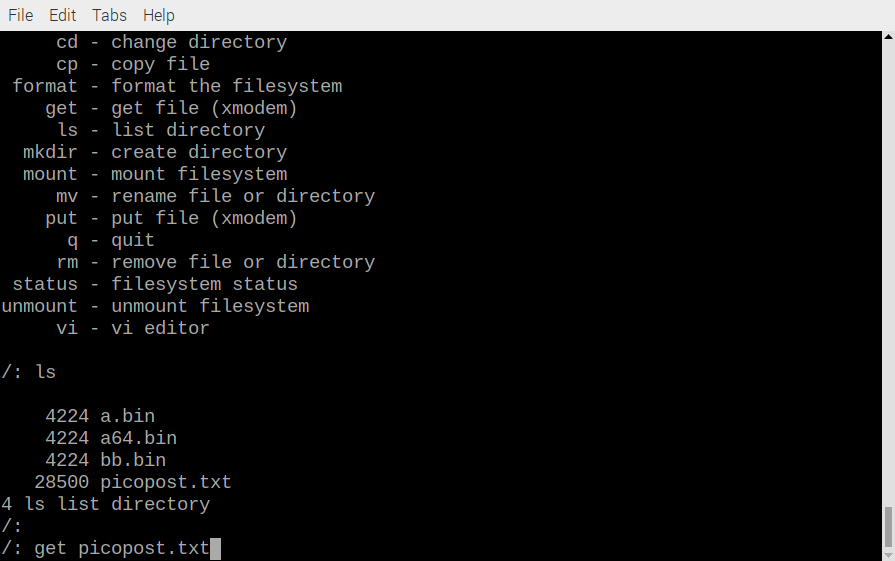 File Edit Tabs Help
cd - change directory
cp - copy file
format - format the filesystem
get - get file (xmodem)
ls - list directory
mkdir - create directory
mount - mount filesystem
mv - rename file or directory
put - put file (xmodem)
q - quit
rm - remove file or directory
status - filesystem status
unmount - unmount filesystem
vi - vi editor
/: ls
4224 a.bin
4224 a64.bin
4224 bb.bin
28500 picopost.txt
4 ls list directory
/:
/: get picopost.txt